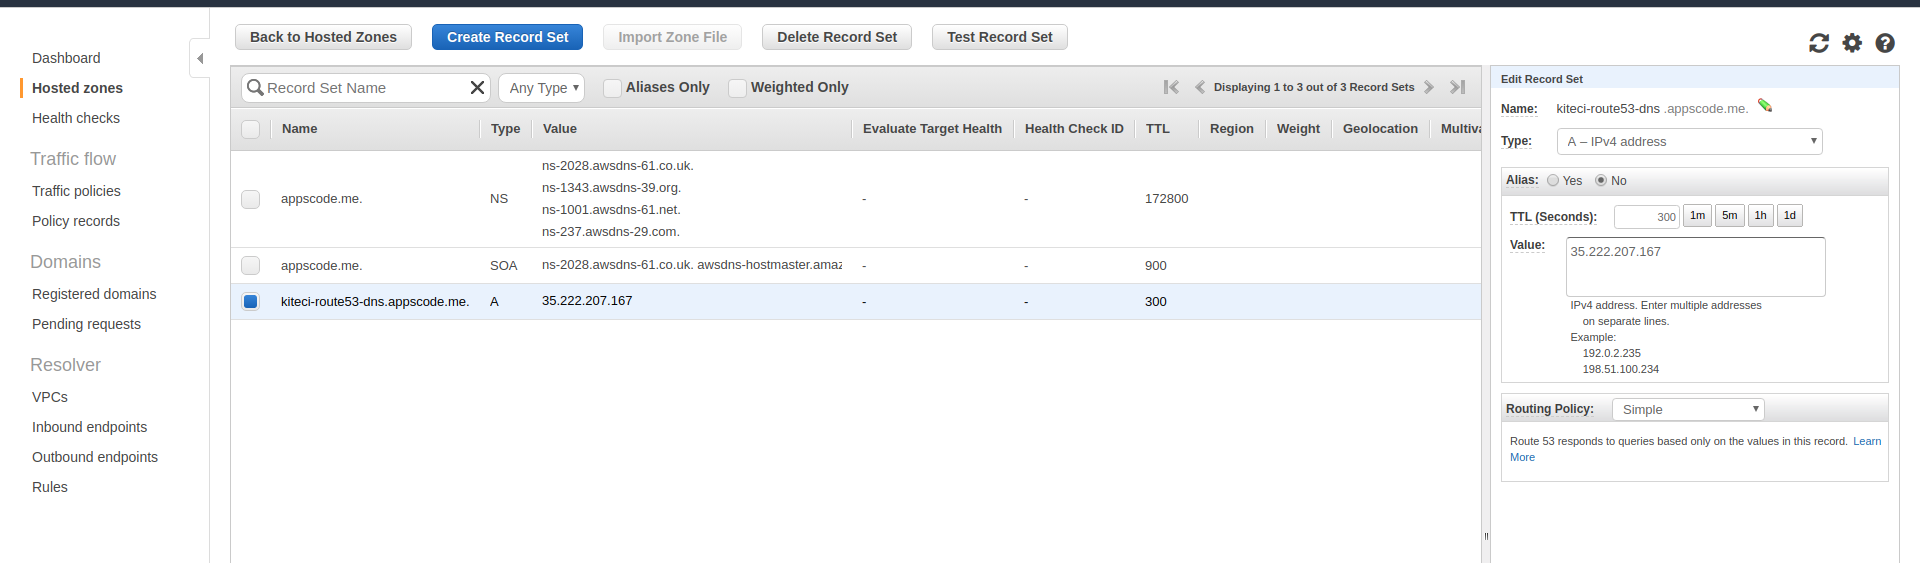 Back to Hosted Zones
Create Record Set
Import Zone File
Delete Record Set
Test Record Set
Dashboard
Hosted zones
Health checks
Traffic flow
Traffic policies
Policy records
Domains
Registered domains
Pending requests
Resolver
VPCs
Inbound endpoints
Outbound endpoints
Rules
Record Set Name
Any Type
Aliases Only
Weighted Only
Displaying 1 to 3 out of 3 Record Sets
Name Type Value Evaluate Target Health Health Check ID TTL Region Weight Geolocation Multiva
appscode.me. NS
ns-2028.awsdns-61.co.uk.
ns-1343.awsdns-39.org.
ns-1001.awsdns-61.net.
ns-237.awsdns-29.com.
- - 172800
appscode.me. SOA ns-2028.awsdns-61.co.uk. awsdns-hostmaster.amaz - - 900
kiteci-route53-dns.appscode.me. A 35.222.207.167 - - 300
Edit Record Set
Name: kiteci-route53-dns .appscode.me.
Type: A – IPv4 address
Alias: Yes No
TTL (Seconds): 300 1m 5m 1h 1d
Value: 35.222.207.167
IPv4 address. Enter multiple addresses
on separate lines.
Example:
192.0.2.235
198.51.100.234
Routing Policy: Simple
Route 53 responds to queries based only on the values in this record. Learn
More